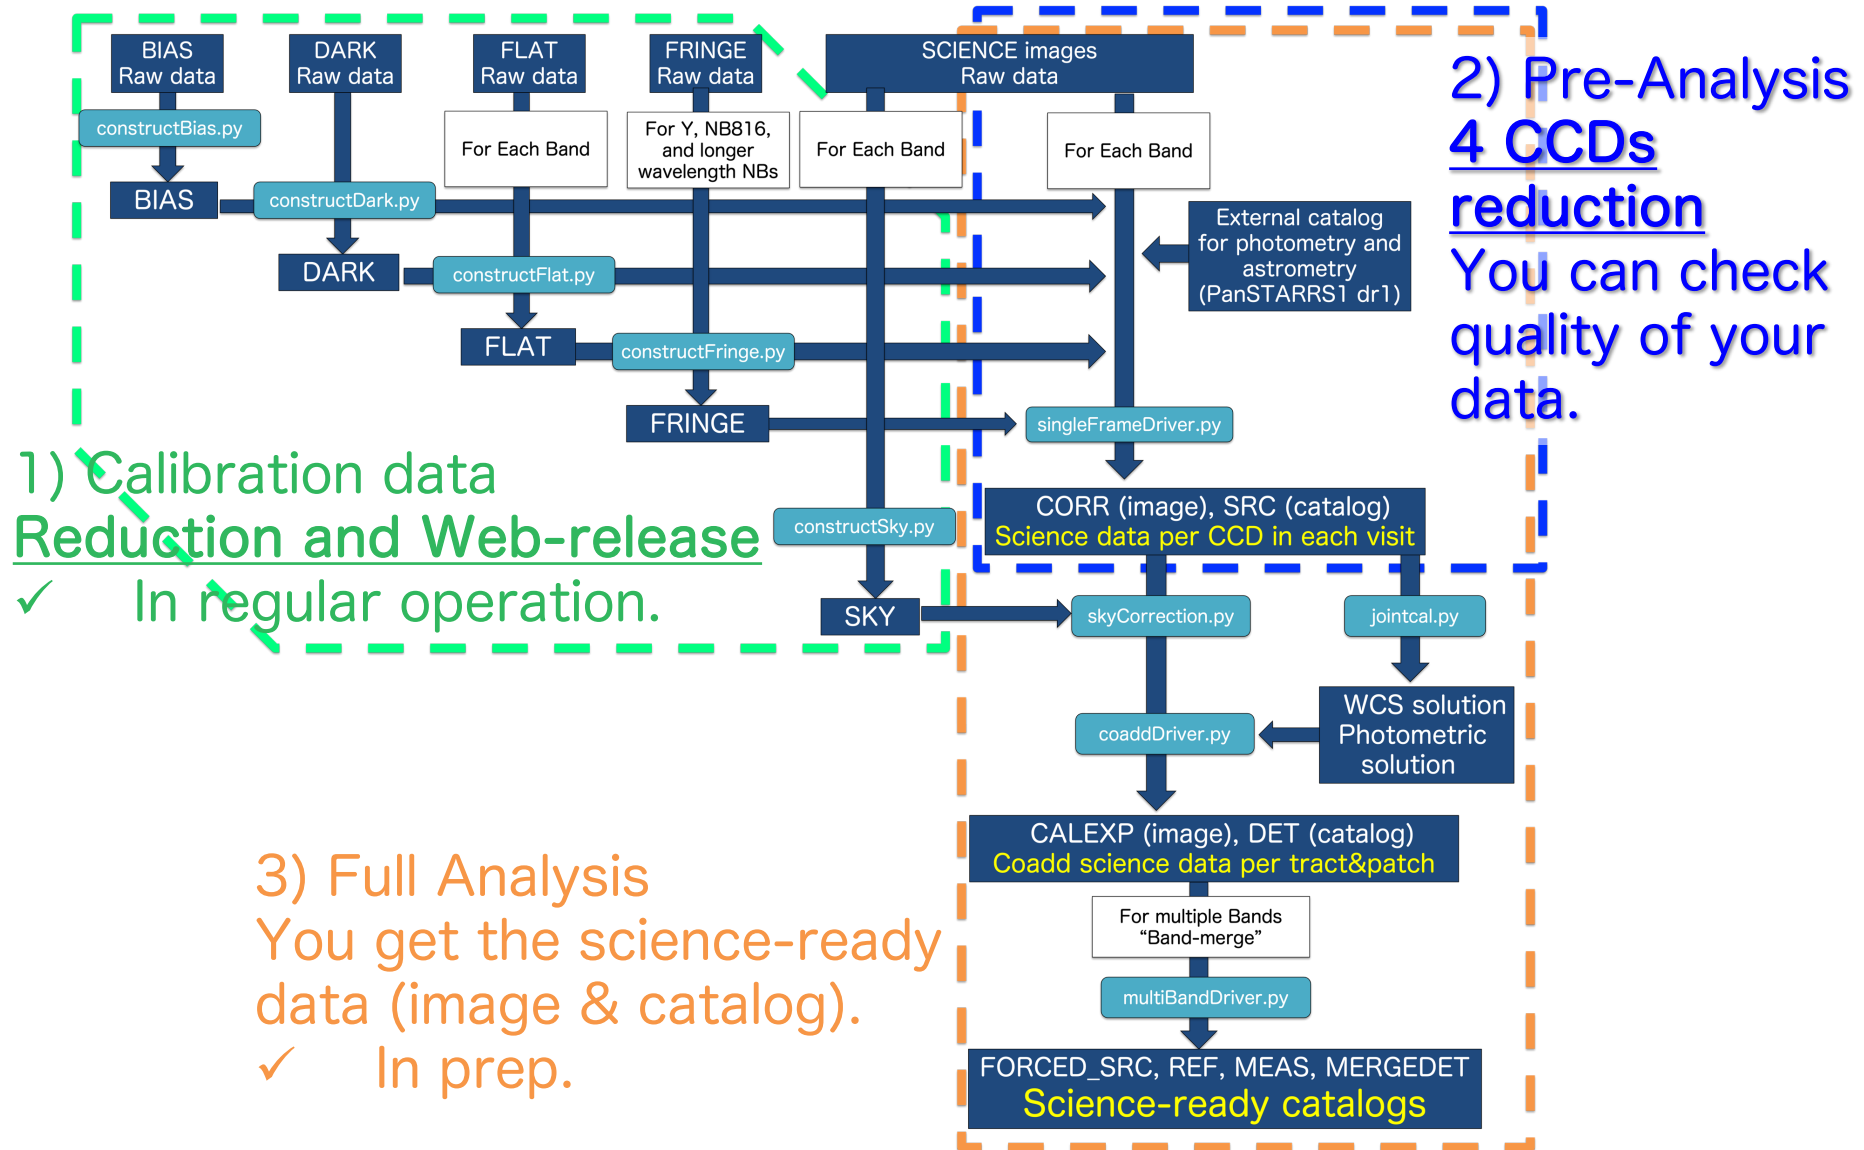 BIAS
Raw data
DARK
Raw data
FLAT
Raw data
FRINGE
Raw data
SCIENCE images
Raw data
constructBias.py
For Each Band
For Y, NB816,
and longer
wavelength NBs
For Each Band
For Each Band
BIAS
constructDark.py
External catalog
for photometry and
astrometry
(PanSTARRS1 dr1)
DARK
constructFlat.py
FLAT
constructFringe.py
FRINGE
singleFrameDriver.py
2) Pre-Analysis
4 CCDs
reduction
You can check
quality of your
data.
1) Calibration data
Reduction and Web-release
✓ In regular operation.
constructSky.py
CORR (image), SRC (catalog)
Science data per CCD in each visit
SKY
skyCorrection.py
jointcal.py
coaddDriver.py
WCS solution
Photometric
solution
CALEXP (image), DET (catalog)
Coadd science data per tract&patch
3) Full Analysis
You get the science-ready
data (image & catalog).
✓ In prep.
For multiple Bands
“Band-merge”
multiBandDriver.py
FORCED_SRC, REF, MEAS, MERGEDET
Science-ready catalogs